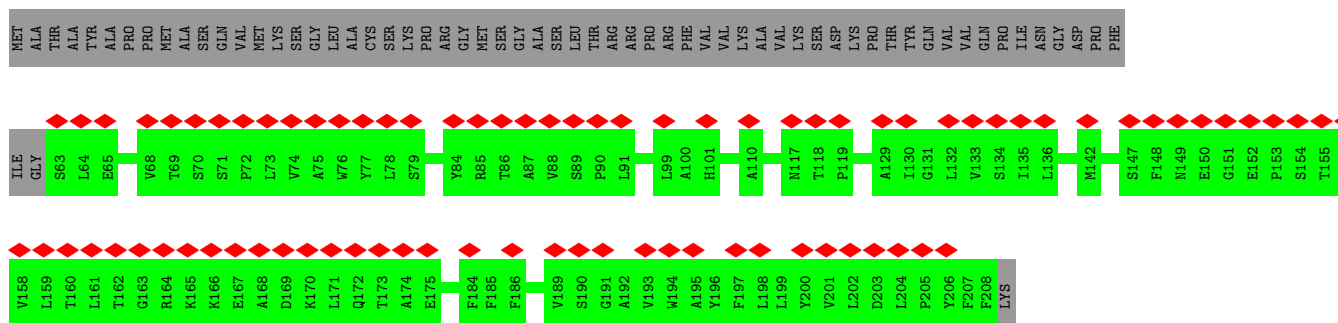 MET ALA THR ALA TYR ALA PRO PRO MET ALA SER GLN VAL MET LYS SER GLY LEU ALA CYS SER LYS PRO ARG GLY MET SER GLY ALA SER LEU THR ARG ARG PRO ARG PHE VAL VAL LYS ALA VAL LYS SER ASP LYS PRO THR TYR GLN VAL VAL GLN PRO ILE ASN GLY ASP PRO PHE
ILE GLY S63 L64 E65 V68 T69 S70 S71 P72 L73 V74 A75 W76 Y77 L78 S79 Y84 R85 T86 A87 V88 S89 P90 L91 L99 A100 H101 A110 N117 T118 P119 A129 I130 G131 L132 V133 S134 I135 L136 M142 S147 F148 N149 E150 G151 E152 P153 S154 T155
V158 L159 T160 L161 T162 G163 R164 K165 K166 E167 A168 D169 K170 L171 Q172 T173 A174 E175 F184 F185 F186 V189 S190 G191 A192 V193 W194 A195 Y196 F197 L198 L199 Y200 V201 L202 D203 L204 P205 Y206 F207 F208 LYS